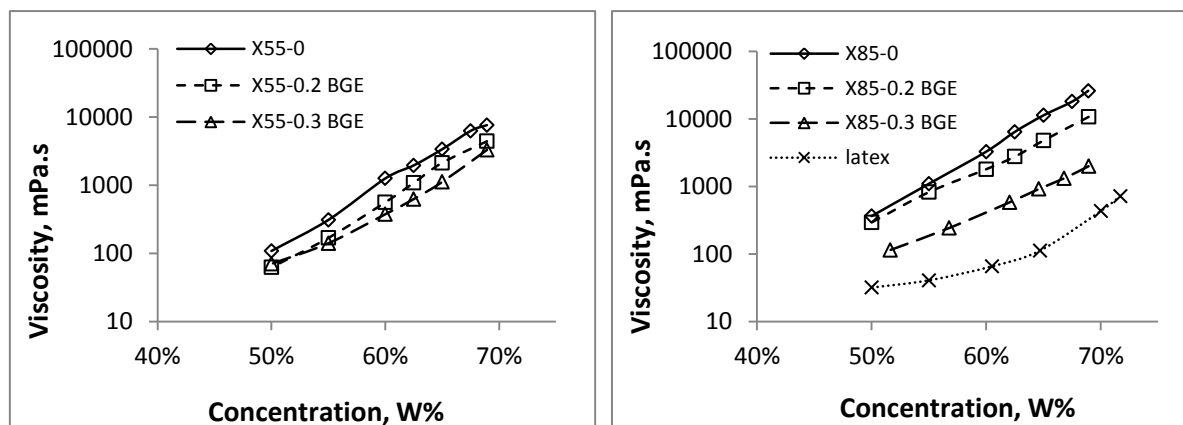 100000
10000
1000
100
10
Viscosity, mPa.s
X55-0
X55-0.2 BGE
X55-0.3 BGE
40%
50%
60%
70%
Concentration, W%
100000
10000
1000
100
10
Viscosity, mPa.s
X85-0
X85-0.2 BGE
X85-0.3 BGE
latex
40%
50%
60%
70%
Concentration, W%